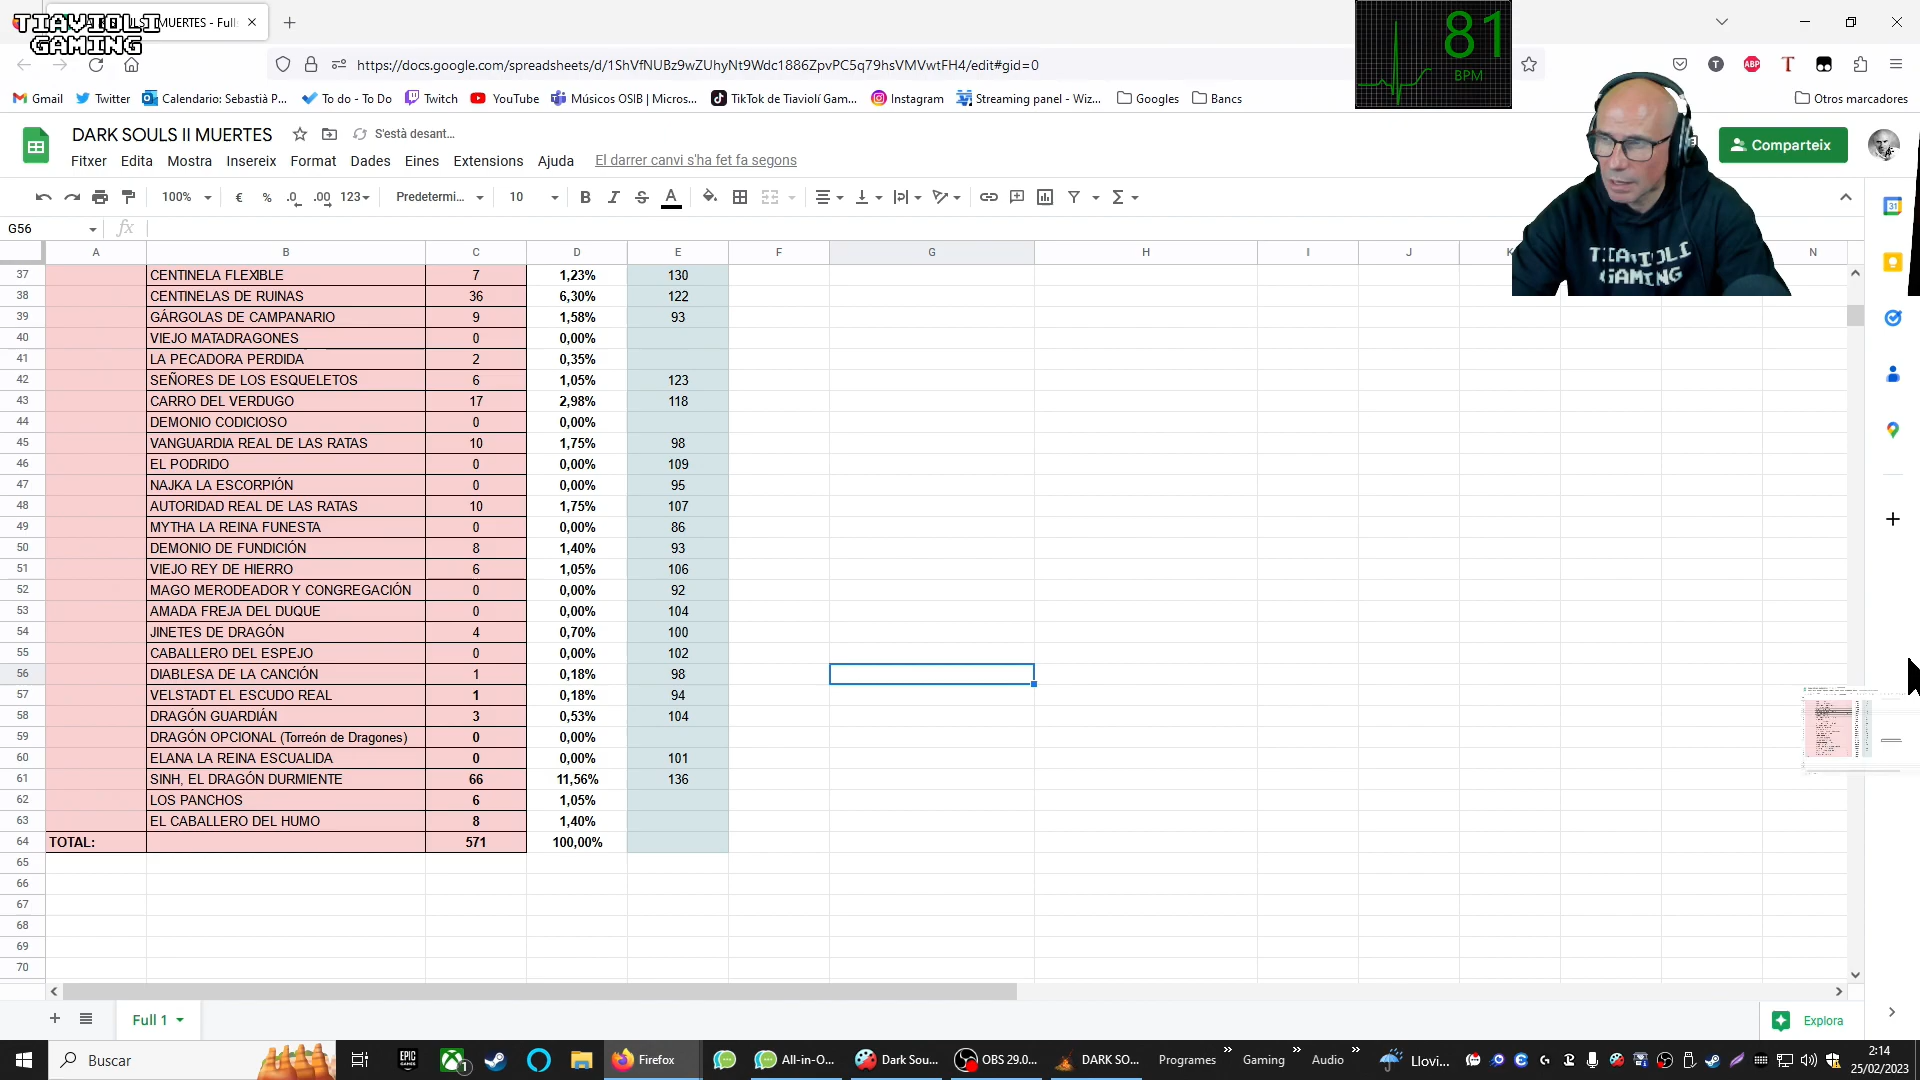 TIAVIOLI
GAMING
MUERTES - Full
81
BPM
https://docs.google.com/spreadsheets/d/1ShVfNUBz9wZUhyNt9Wdc1886ZpvPC5q79hsVMVwtFH4/edit#gid=0
Gmail Twitter Calendario: Sebastià P... To do - To Do Twitch YouTube Músicos OSIB | Micros... TikTok de Tiavioli Gam... Instagram Streaming panel - Wiz... Googles Bancs Otros marcadores
DARK SOULS II MUERTES S'està desant...
Comparteix
Fitxer Edita Mostra Insereix Format Dades Eines Extensions Ajuda El darrer canvi s'ha fet fa segons
100% € % .0 .00 123 Predetermi... 10 B I S A
TIAVIOLI
GAMING
G56 fx
A B C D E F G H I J K N
37 CENTINELA FLEXIBLE 7 1,23% 130
38 CENTINELAS DE RUINAS 36 6,30% 122
39 GÁRGOLAS DE CAMPANARIO 9 1,58% 93
40 VIEJO MATADRAGONES 0 0,00%
41 LA PECADORA PERDIDA 2 0,35%
42 SEÑORES DE LOS ESQUELETOS 6 1,05% 123
43 CARRO DEL VERDUGO 17 2,98% 118
44 DEMONIO CODICIOSO 0 0,00%
45 VANGUARDIA REAL DE LAS RATAS 10 1,75% 98
46 EL PODRIDO 0 0,00% 109
47 NAJKA LA ESCORPIÓN 0 0,00% 95
48 AUTORIDAD REAL DE LAS RATAS 10 1,75% 107
49 MYTHA LA REINA FUNESTA 0 0,00% 86
50 DEMONIO DE FUNDICIÓN 8 1,40% 93
51 VIEJO REY DE HIERRO 6 1,05% 106
52 MAGO MERODEADOR Y CONGREGACIÓN 0 0,00% 92
53 AMADA FREJA DEL DUQUE 0 0,00% 104
54 JINETES DE DRAGÓN 4 0,70% 100
55 CABALLERO DEL ESPEJO 0 0,00% 102
56 DIABLESA DE LA CANCIÓN 1 0,18% 98
57 VELSTADT EL ESCUDO REAL 1 0,18% 94
58 DRAGÓN GUARDIÁN 3 0,53% 104
59 DRAGÓN OPCIONAL (Torreón de Dragones) 0 0,00%
60 ELANA LA REINA ESCUALIDA 0 0,00% 101
61 SINH, EL DRAGÓN DURMIENTE 66 11,56% 136
62 LOS PANCHOS 6 1,05%
63 EL CABALLERO DEL HUMO 8 1,40%
64 TOTAL: 571 100,00%
65
66
67
68
69
70
Full 1 Explora
Buscar Firefox All-in-O... Dark Sou... OBS 29.0... DARK SO... Programes Gaming Audio Llovi... 2:14
25/02/2023